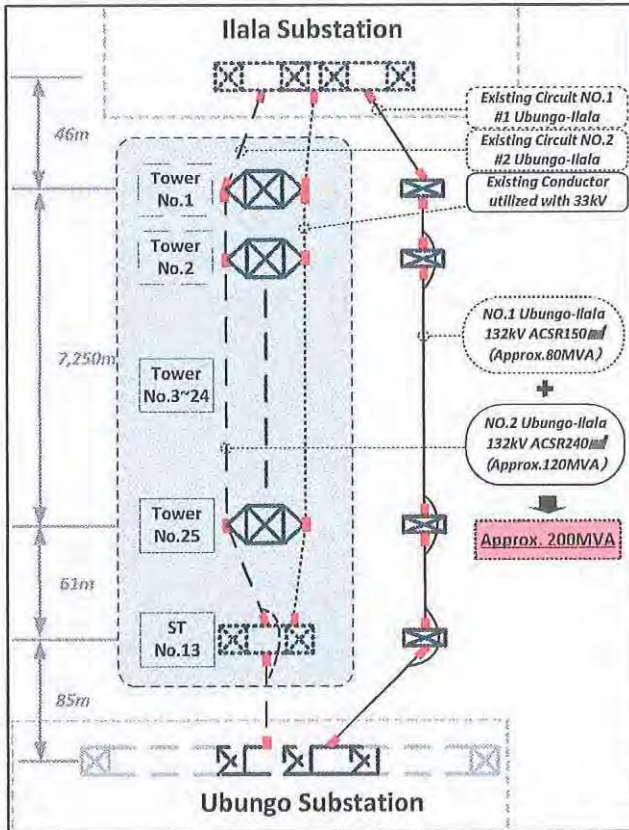 Ilala Substation
46m
Existing Circuit NO.1
#1 Ubungo-Ilala
Existing Circuit NO.2
#2 Ubungo-Ilala
Existing Conductor
utilized with 33kV
Tower
No.1
Tower
No.2
7,250m
Tower
No.3~24
NO.1 Ubungo-Ilala
132kV ACSR150㎟
(Approx.80MVA)
+
NO.2 Ubungo-Ilala
132kV ACSR240㎟
(Approx.120MVA)
Approx. 200MVA
Tower
No.25
61m
ST
No.13
85m
Ubungo Substation